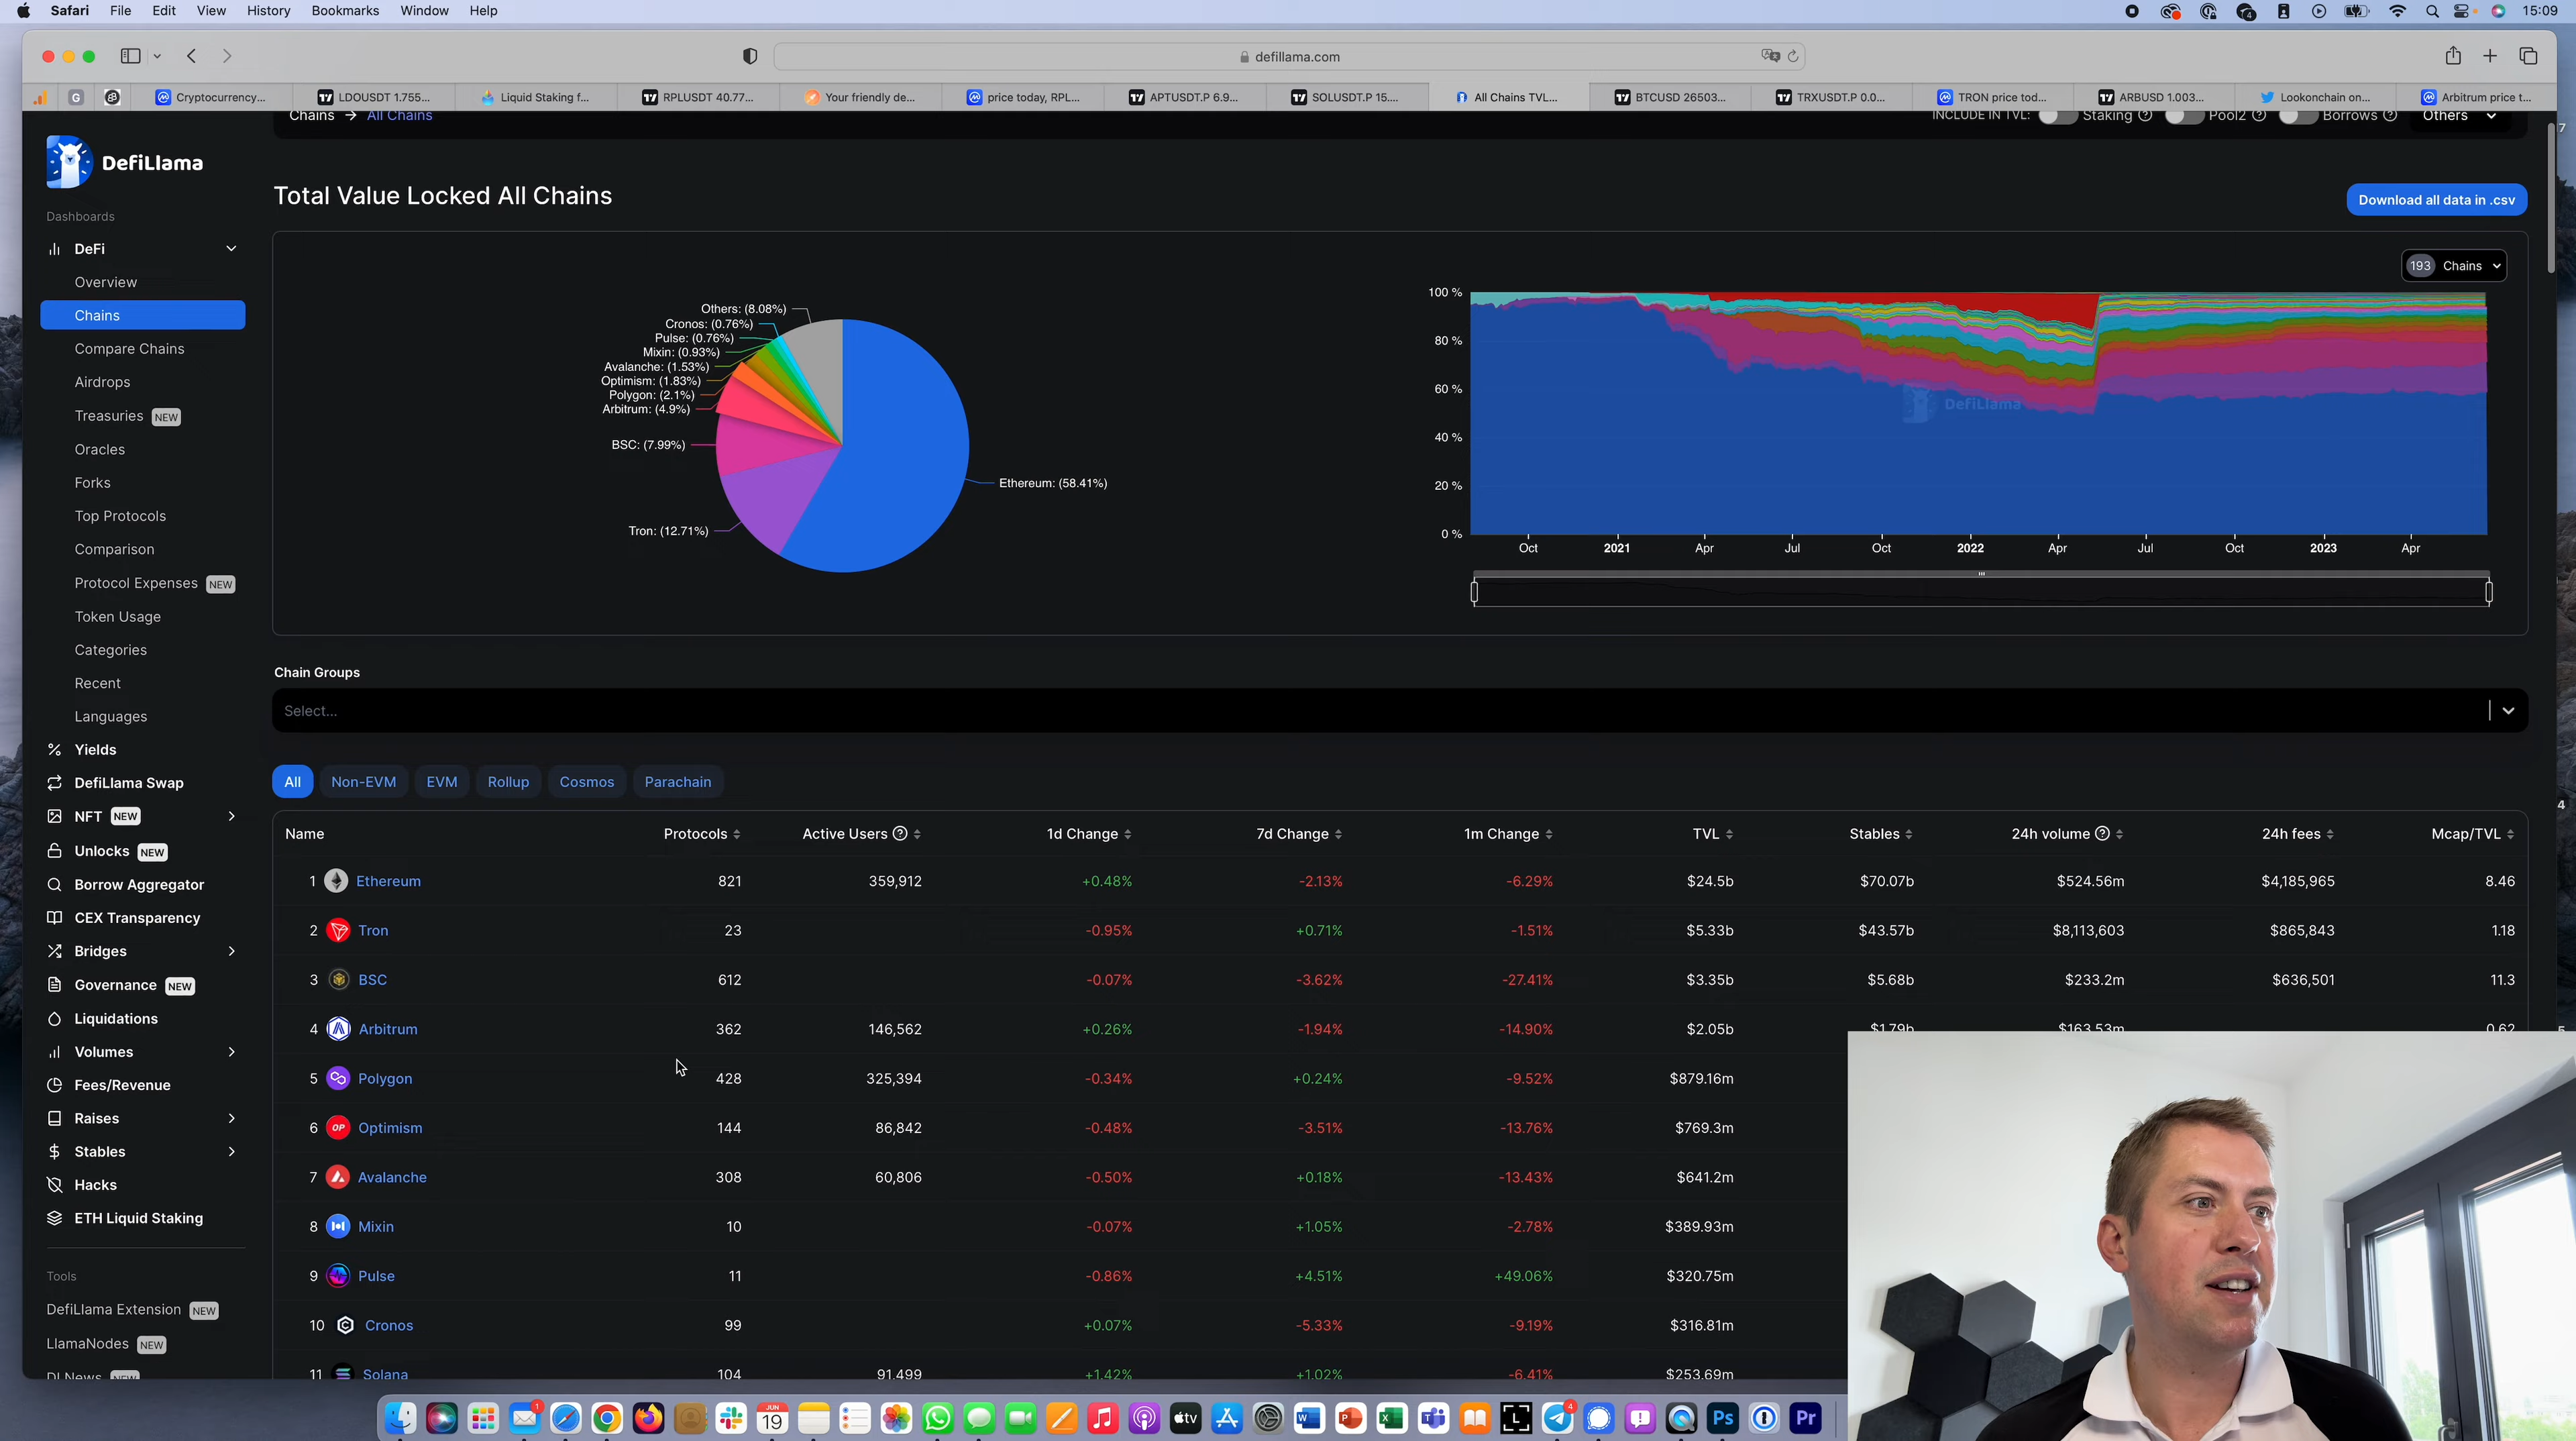 Safari File Edit View History Bookmarks Window Help 15:09
defillama.com
G Cryptocurrency... LDOUSDT 1.755... Liquid Staking f... RPLUSDT 40.77... Your friendly de... price today, RPL... APTUSDT.P 6.9... SOLUSDT.P 15.... All Chains TVL... BTCUSD 26503... TRXUSDT.P 0.0... TRON price tod... ARBUSD 1.003... Lookonchain on... Arbitrum price t...
Chains → All Chains INCLUDE IN TVL: Staking Pool2 Borrows Others
DefiLlama
Dashboards
DeFi
Overview
Chains
Compare Chains
Airdrops
Treasuries NEW
Oracles
Forks
Top Protocols
Comparison
Protocol Expenses NEW
Token Usage
Categories
Recent
Languages
% Yields
DefiLlama Swap
NFT NEW
Unlocks NEW
Borrow Aggregator
CEX Transparency
Bridges
Governance NEW
Liquidations
Volumes
Fees/Revenue
Raises
$ Stables
Hacks
ETH Liquid Staking
Tools
DefiLlama Extension NEW
LlamaNodes NEW
DLNews NEW
Total Value Locked All Chains
Download all data in .csv
193 Chains
Others: (8.08%)
Cronos: (0.76%)
Pulse: (0.76%)
Mixin: (0.93%)
Avalanche: (1.53%)
Optimism: (1.83%)
Polygon: (2.1%)
Arbitrum: (4.9%)
BSC: (7.99%)
Ethereum: (58.41%)
Tron: (12.71%)
100 %
80 %
60 %
40 %
20 %
0 %
DefiLlama
Oct 2021 Apr Jul Oct 2022 Apr Jul Oct 2023 Apr
Chain Groups
Select...
All Non-EVM EVM Rollup Cosmos Parachain
Name Protocols Active Users 1d Change 7d Change 1m Change TVL Stables 24h volume 24h fees Mcap/TVL
1 Ethereum 821 359,912 +0.48% -2.13% -6.29% $24.5b $70.07b $524.56m $4,185,965 8.46
2 Tron 23 -0.95% +0.71% -1.51% $5.33b $43.57b $8,113,603 $865,843 1.18
3 BSC 612 -0.07% -3.62% -27.41% $3.35b $5.68b $233.2m $636,501 11.3
4 Arbitrum 362 146,562 +0.26% -1.94% -14.90% $2.05b $1.79b $163.53m 0.62
5 Polygon 428 325,394 -0.34% +0.24% -9.52% $879.16m
6 OP Optimism 144 86,842 -0.48% -3.51% -13.76% $769.3m
7 Avalanche 308 60,806 -0.50% +0.18% -13.43% $641.2m
8 Mixin 10 -0.07% +1.05% -2.78% $389.93m
9 Pulse 11 -0.86% +4.51% +49.06% $320.75m
10 Cronos 99 +0.07% -5.33% -9.19% $316.81m
11 Solana 104 91,499 +1.42% +1.02% -6.41% $253.69m
1 JUN 19 tv W P X L 4 Ps Pr